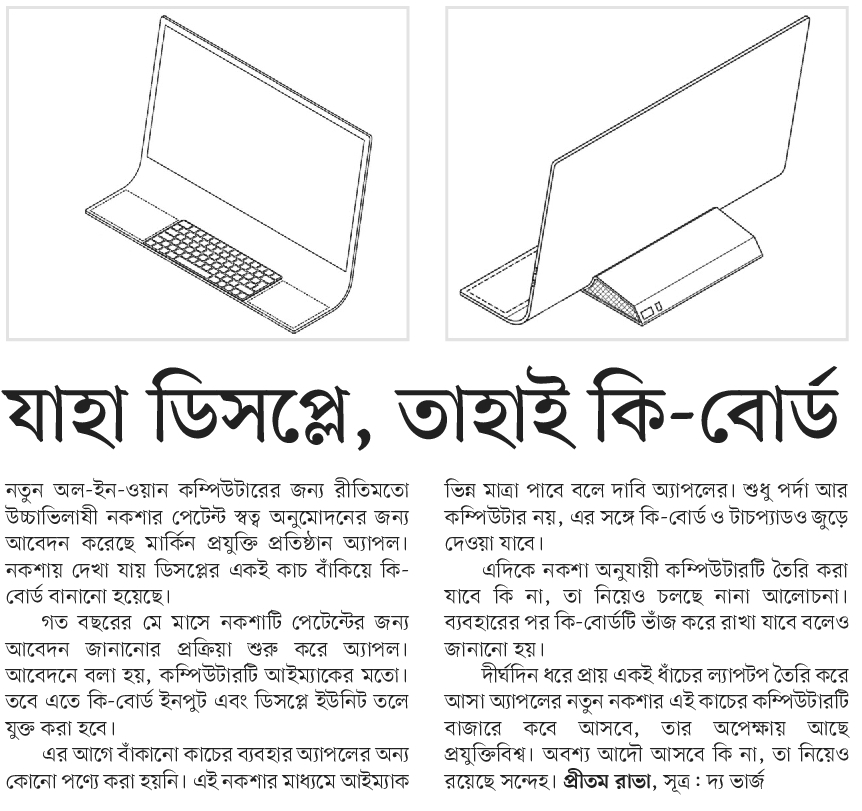 যাহা ডিসপ্লে, তাহাই কি-বোর্ড
নতুন অল-ইন-ওয়ান কম্পিউটারের জন্য রীতিমতো
উচ্চাভিলাষী নকশার পেটেন্ট স্বত্ব অনুমোদনের জন্য
আবেদন করেছে মার্কিন প্রযুক্তি প্রতিষ্ঠান অ্যাপল।
নকশায় দেখা যায় ডিসপ্লের একই কাচ বাঁকিয়ে কি-
বোর্ড বানানো হয়েছে।
গত বছরের মে মাসে নকশাটি পেটেন্টের জন্য
আবেদন জানানোর প্রক্রিয়া শুরু করে অ্যাপল।
আবেদনে বলা হয়, কম্পিউটারটি আইম্যাকের মতো।
তবে এতে কি-বোর্ড ইনপুট এবং ডিসপ্লে ইউনিট তলে
যুক্ত করা হবে।
এর আগে বাঁকানো কাচের ব্যবহার অ্যাপলের অন্য
কোনো পণ্যে করা হয়নি। এই নকশার মাধ্যমে আইম্যাক
ভিন্ন মাত্রা পাবে বলে দাবি অ্যাপলের। শুধু পর্দা আর
কম্পিউটার নয়, এর সঙ্গে কি-বোর্ড ও টাচপ্যাডও জুড়ে
দেওয়া যাবে।
এদিকে নকশা অনুযায়ী কম্পিউটারটি তৈরি করা
যাবে কি না, তা নিয়েও চলছে নানা আলোচনা।
ব্যবহারের পর কি-বোর্ডটি ভাঁজ করে রাখা যাবে বলেও
জানানো হয়।
দীর্ঘদিন ধরে প্রায় একই ধাঁচের ল্যাপটপ তৈরি করে
আসা অ্যাপলের নতুন নকশার এই কাচের কম্পিউটারটি
বাজারে কবে আসবে, তার অপেক্ষায় আছে
প্রযুক্তিবিশ্ব। অবশ্য আদৌ আসবে কি না, তা নিয়েও
রয়েছে সন্দেহ। প্রীতম রাভা, সূত্র : দ্য ভার্জ